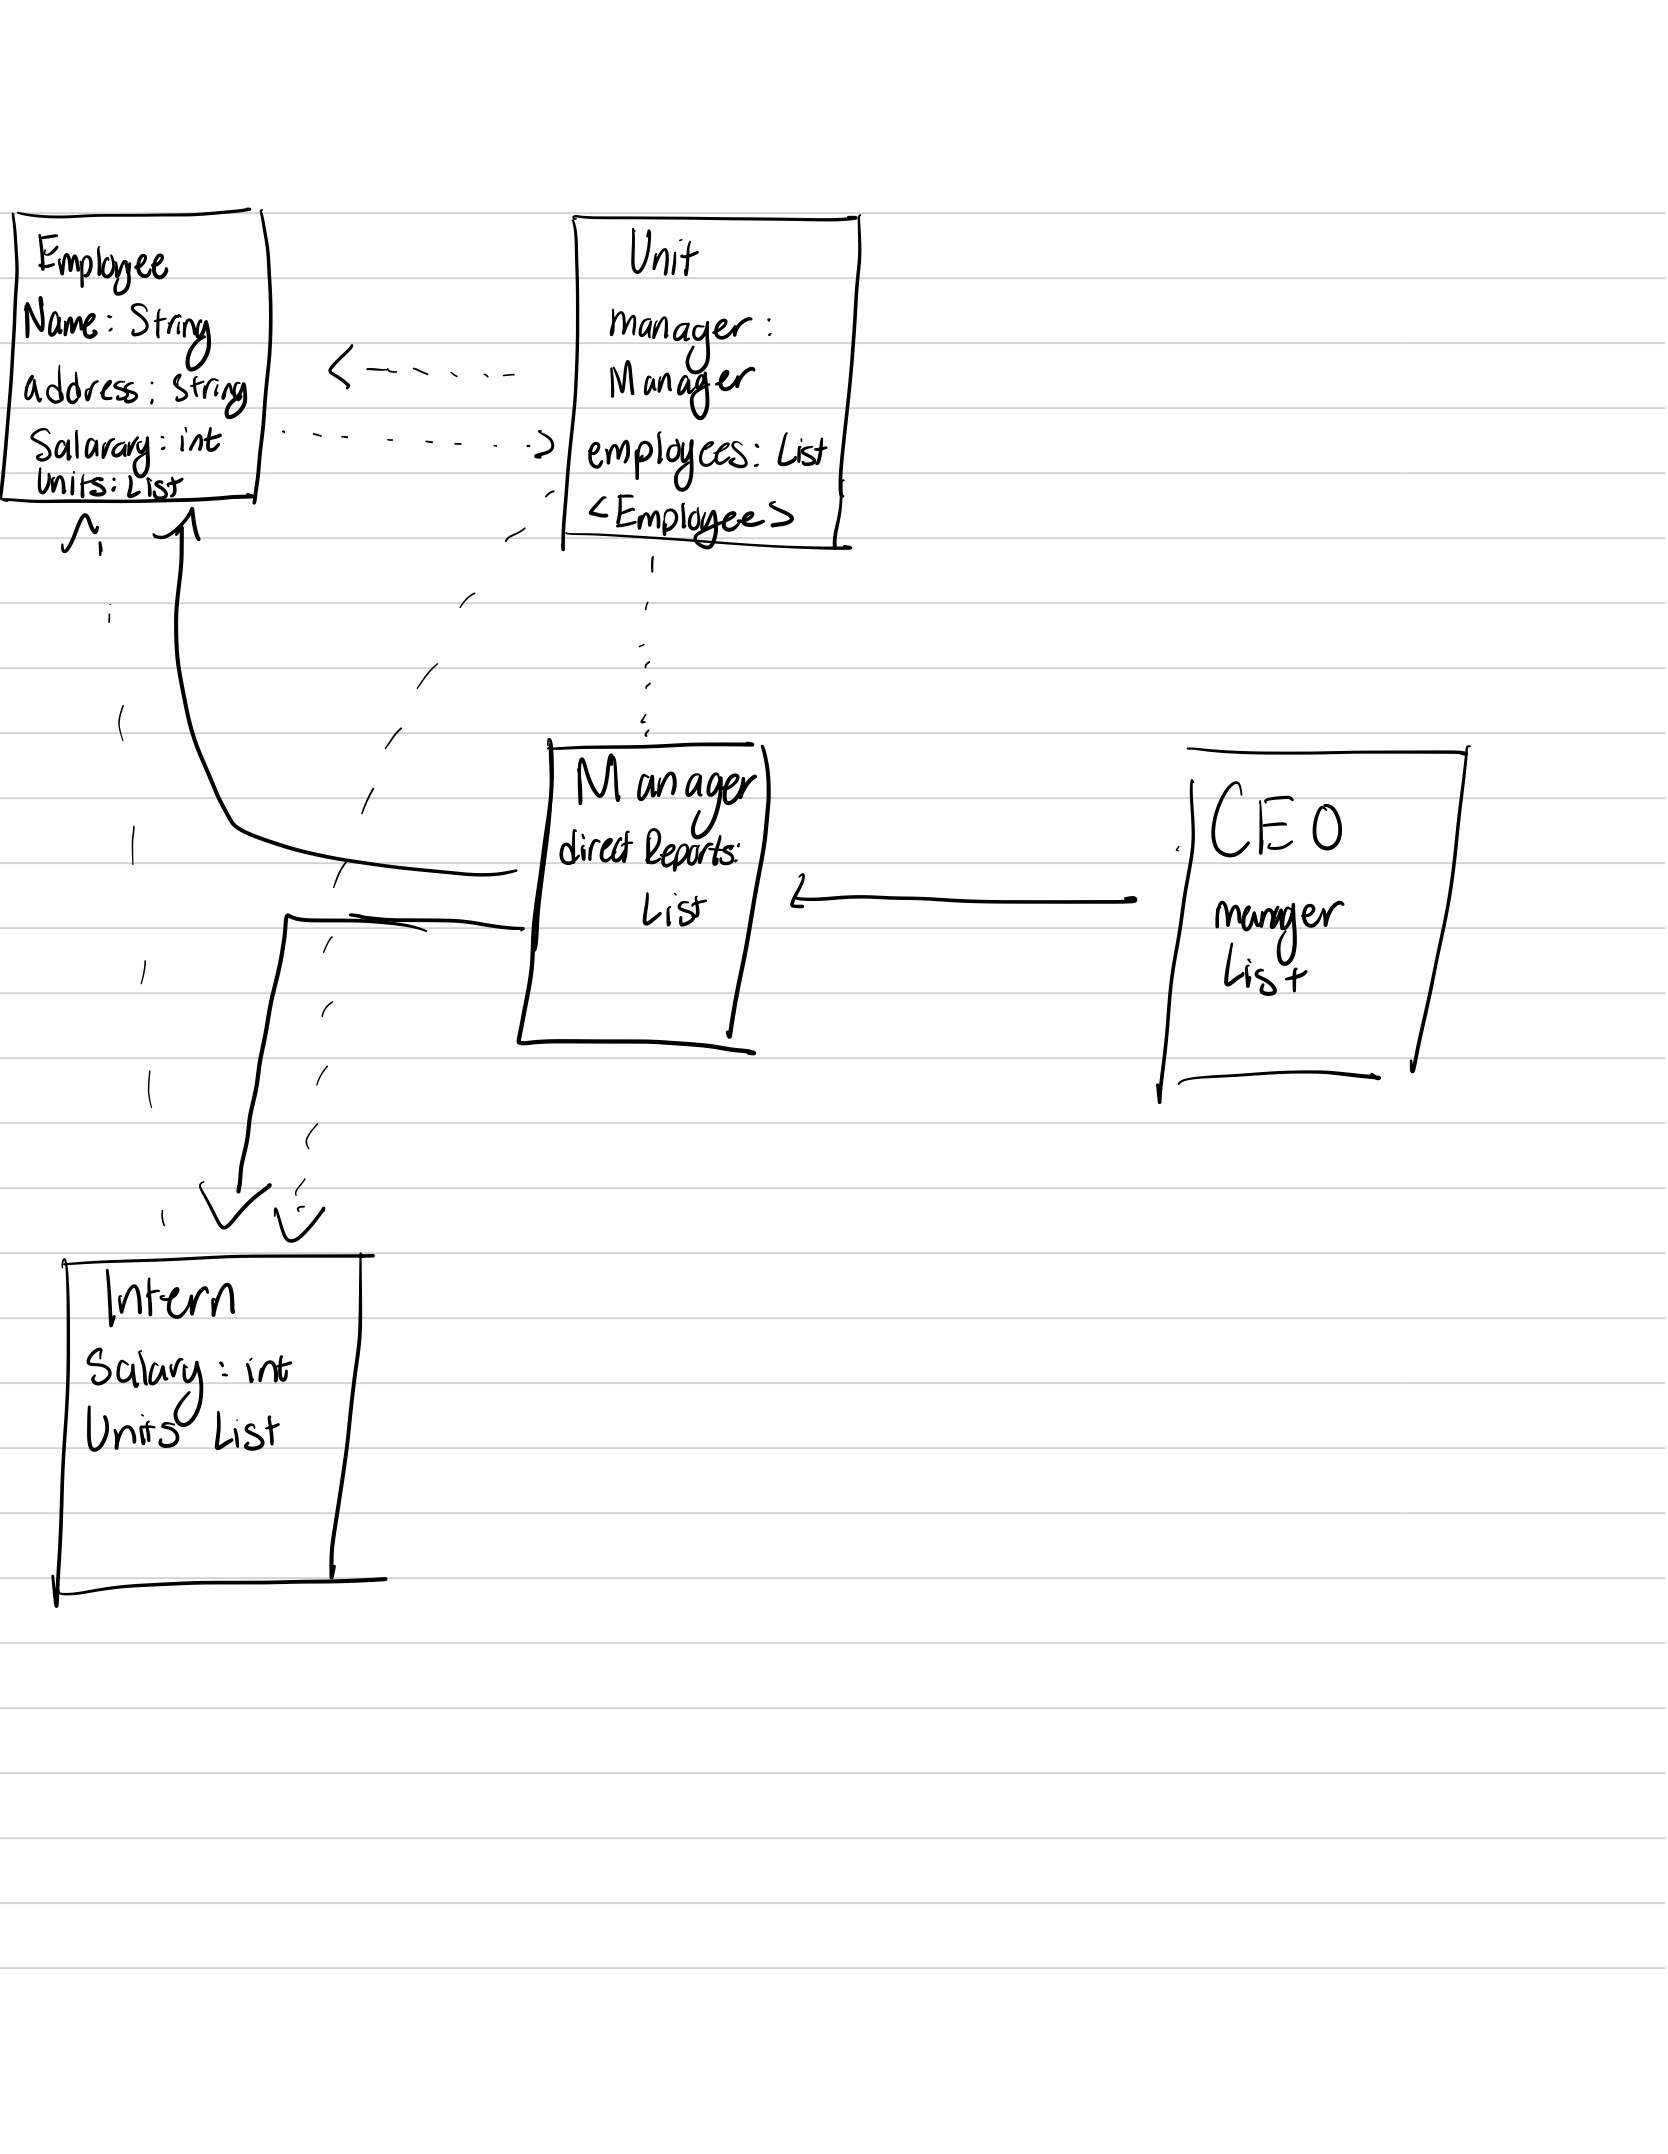 Employee
Name: String
address: String
Salarary: int
Units: List
Unit
manager:
Manager
employees: List
<Employee>
Manager
direct Reports:
List
CEO
manager
List
Intern
Salary: int
Units List